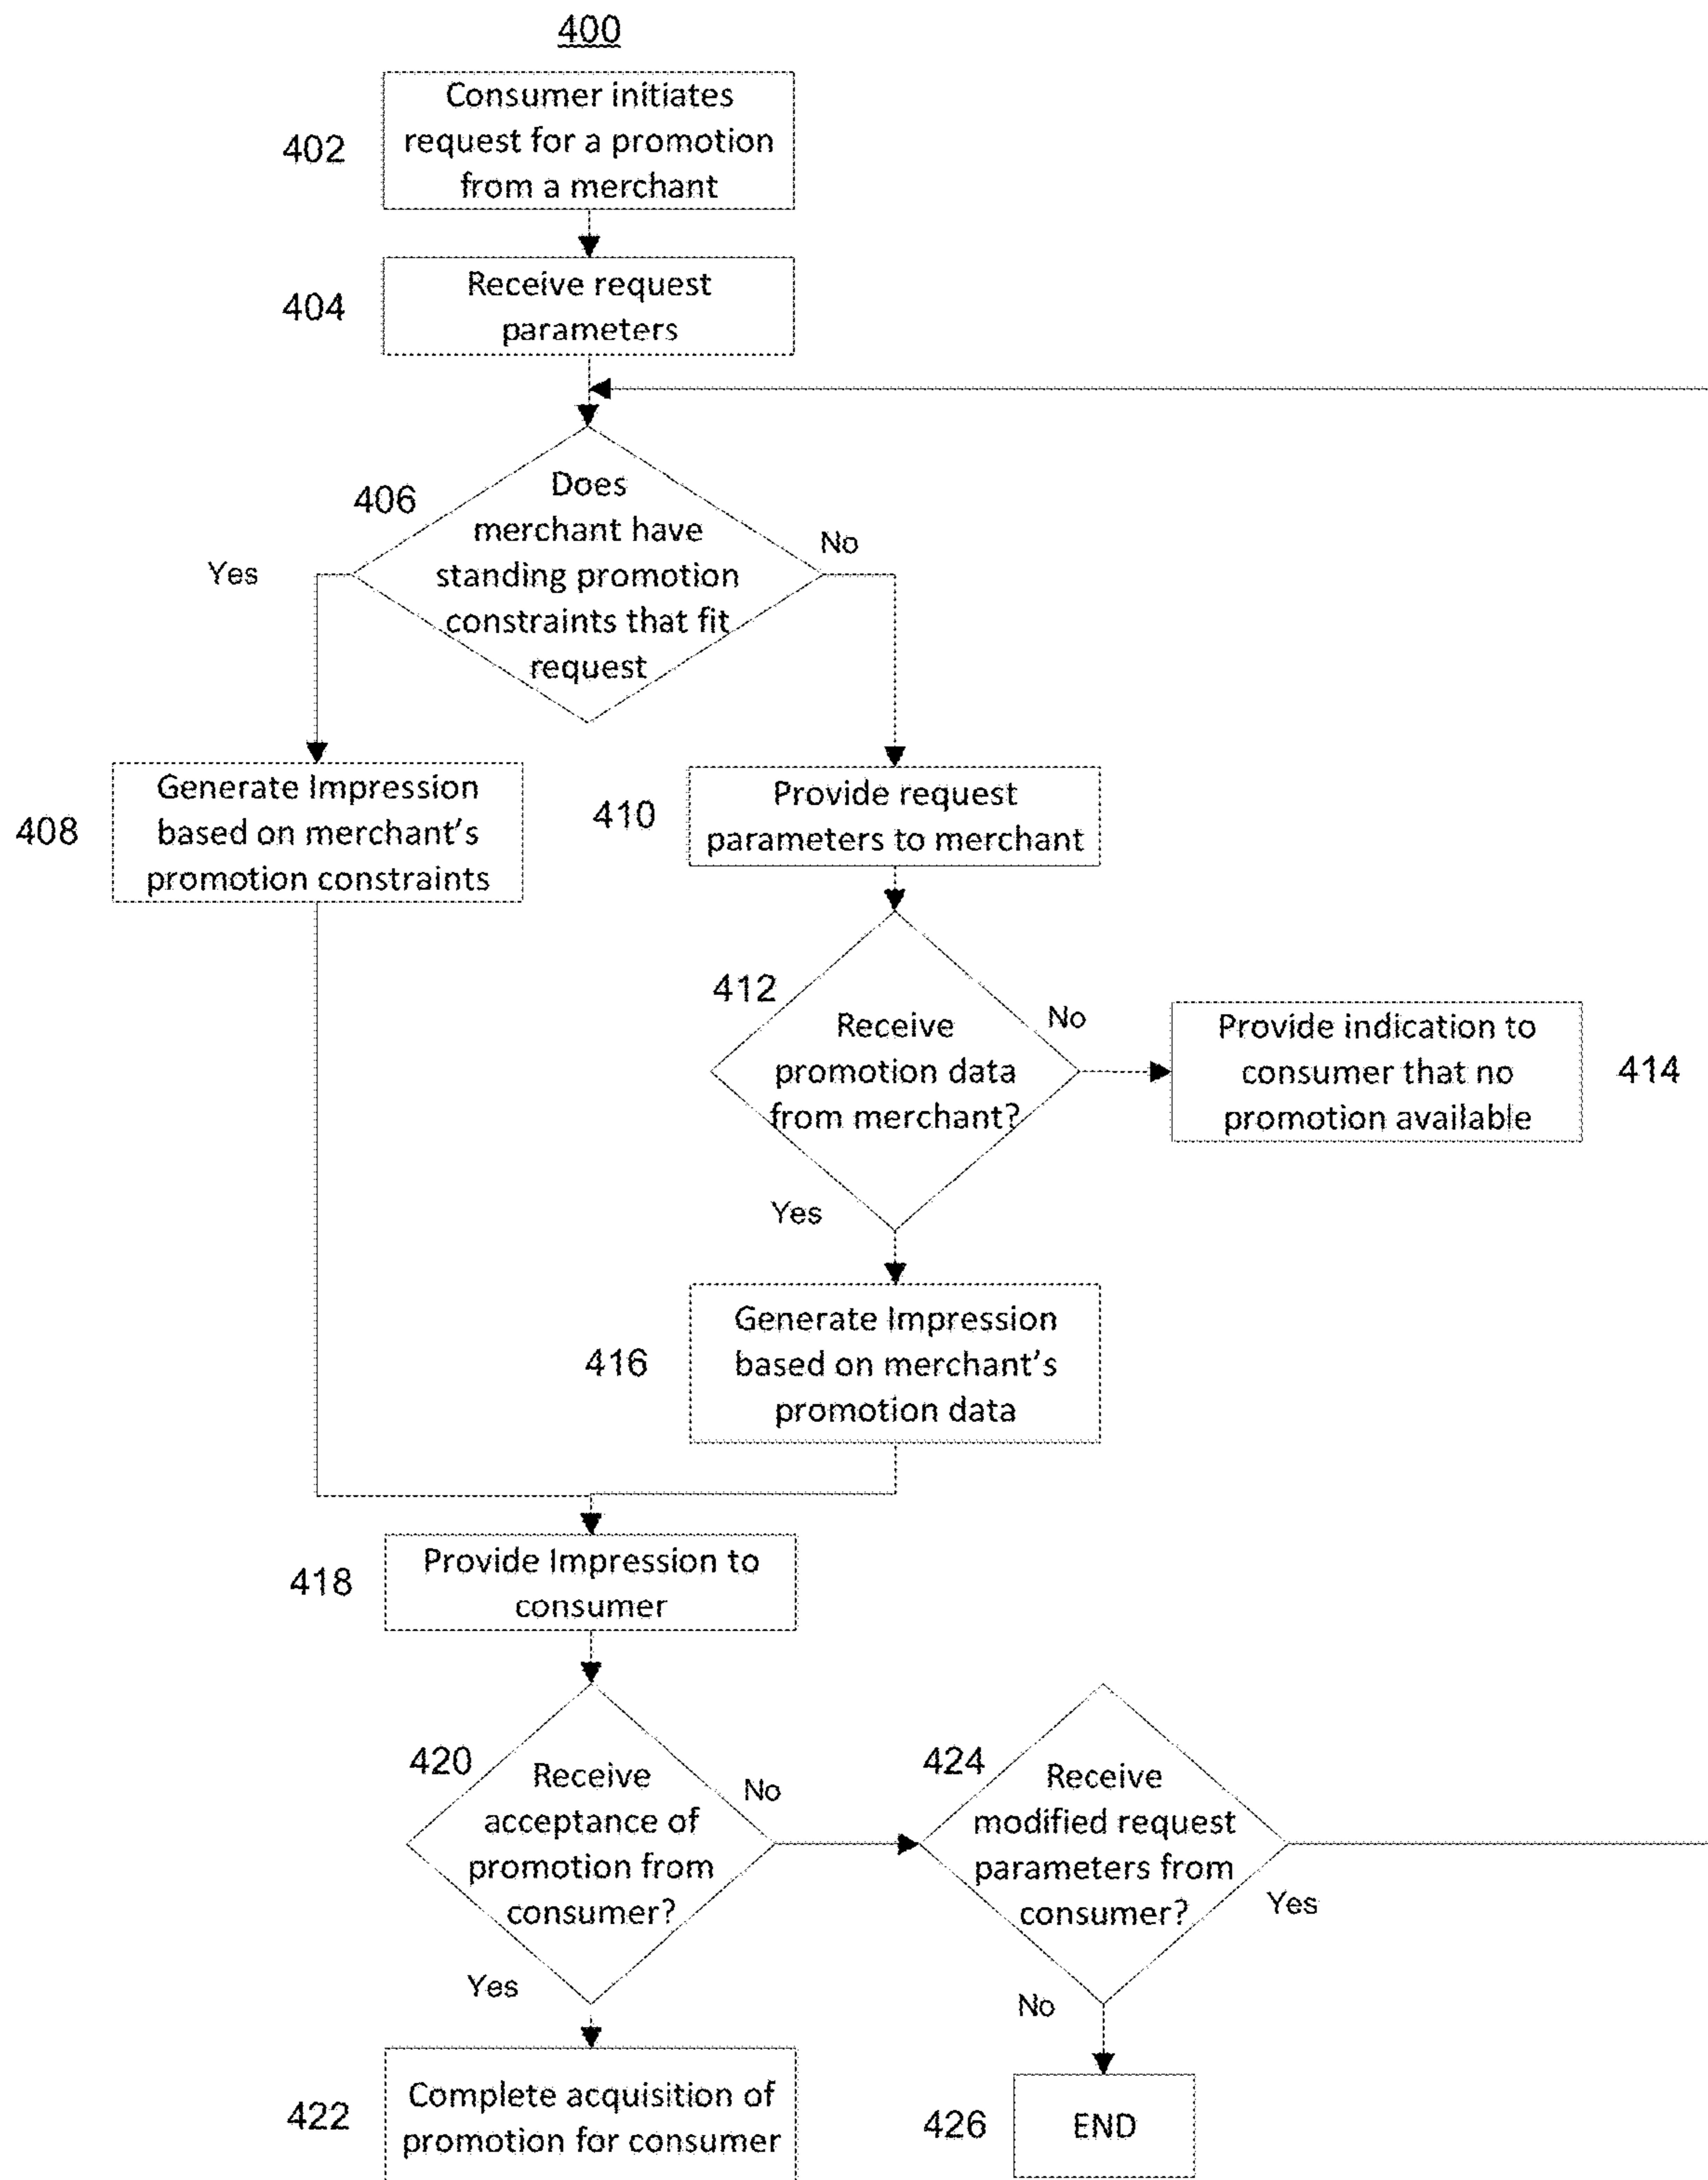 400
Consumer initiates
request for a promotion
from a merchant
402
Receive request
parameters
404
406
Does
merchant have
standing promotion
constraints that fit
request
Yes
No
408
Generate Impression
based on merchant's
promotion constraints
410
Provide request
parameters to merchant
412
Receive
promotion data
from merchant?
No
Provide indication to
consumer that no
promotion available
414
Yes
416
Generate Impression
based on merchant's
promotion data
418
Provide Impression to
consumer
420
Receive
acceptance of
promotion from
consumer?
No
424
Receive
modified request
parameters from
consumer?
Yes
Yes
No
422
Complete acquisition of
promotion for consumer
426
END